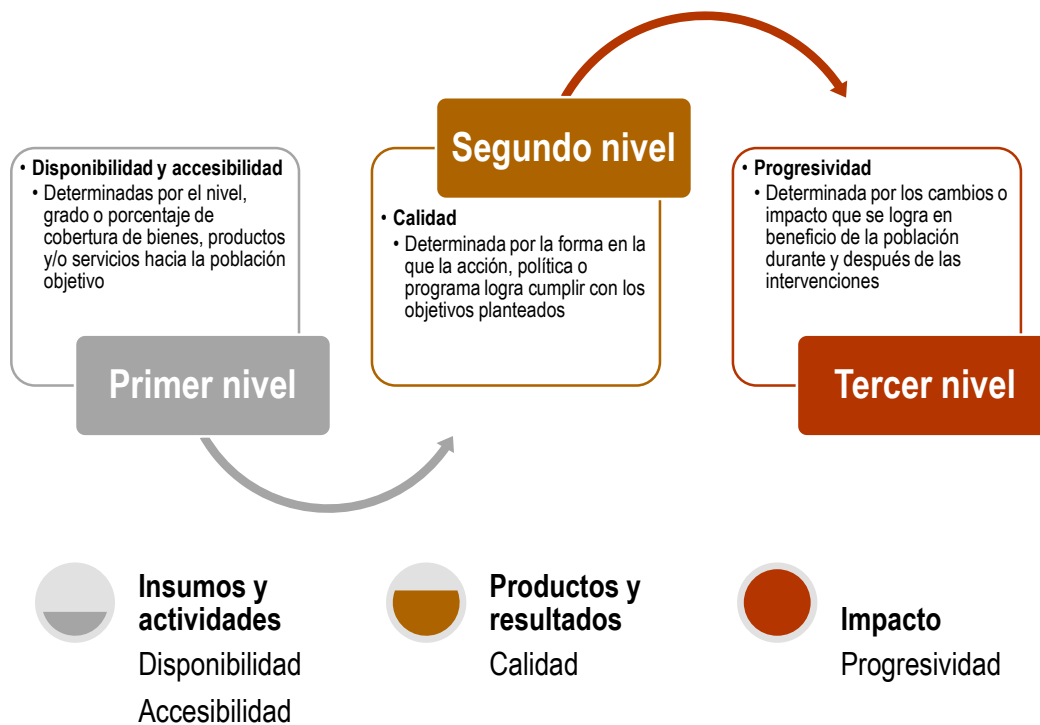 • Disponibilidad y accesibilidad
• Determinadas por el nivel,
grado o porcentaje de
cobertura de bienes, productos
y/o servicios hacia la población
objetivo
Primer nivel
Segundo nivel
• Calidad
• Determinada por la forma en la
que la acción, política o
programa logra cumplir con los
objetivos planteados
• Progresividad
• Determinada por los cambios o
impacto que se logra en
beneficio de la población
durante y después de las
intervenciones
Tercer nivel
Insumos y
actividades
Disponibilidad
Accesibilidad
Productos y
resultados
Calidad
Impacto
Progresividad